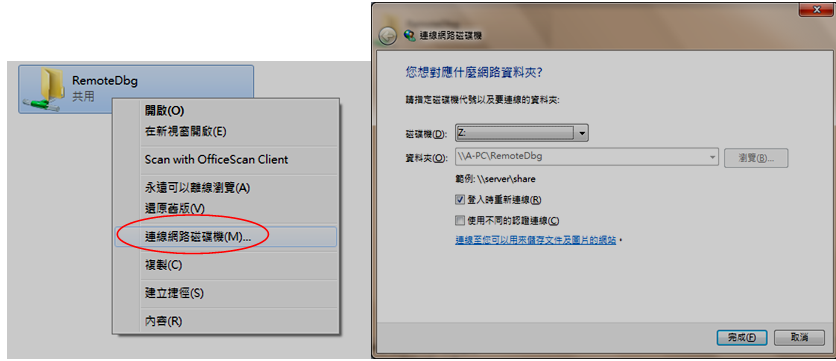 RemoteDbg
共用
開啟(O)
在新視窗開啟(E)
Scan with OfficeScan Client
永遠可以離線瀏覽(A)
還原舊版(V)
連線網路磁碟機(M)...
複製(C)
建立捷徑(S)
內容(R)
連線網路磁碟機
您想對應什麼網路資料夾?
請指定磁碟機代號以及要連線的資料夾:
磁碟機(D): Z:
資料夾(O): \\A-PC\RemoteDbg 瀏覽(B)...
範例: \\server\share
登入時重新連線(R)
使用不同的認證連線(C)
連線至您可以用來儲存文件及圖片的網站。
完成(F) 取消